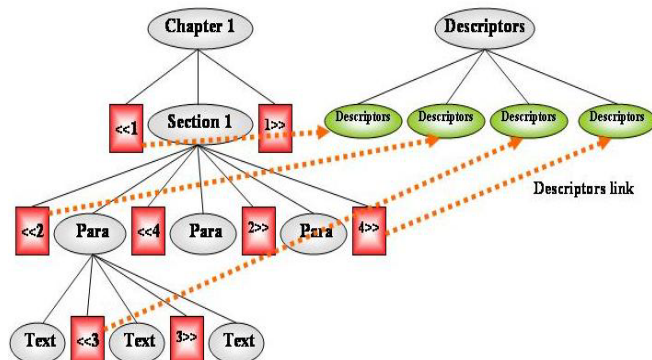 Chapter 1
Descriptors
<<1
Section 1
1>>
Descriptors
Descriptors
Descriptors
Descriptors
Descriptors link
<<2
Para
<<4
Para
2>>
Para
4>>
Text
<<3
Text
3>>
Text